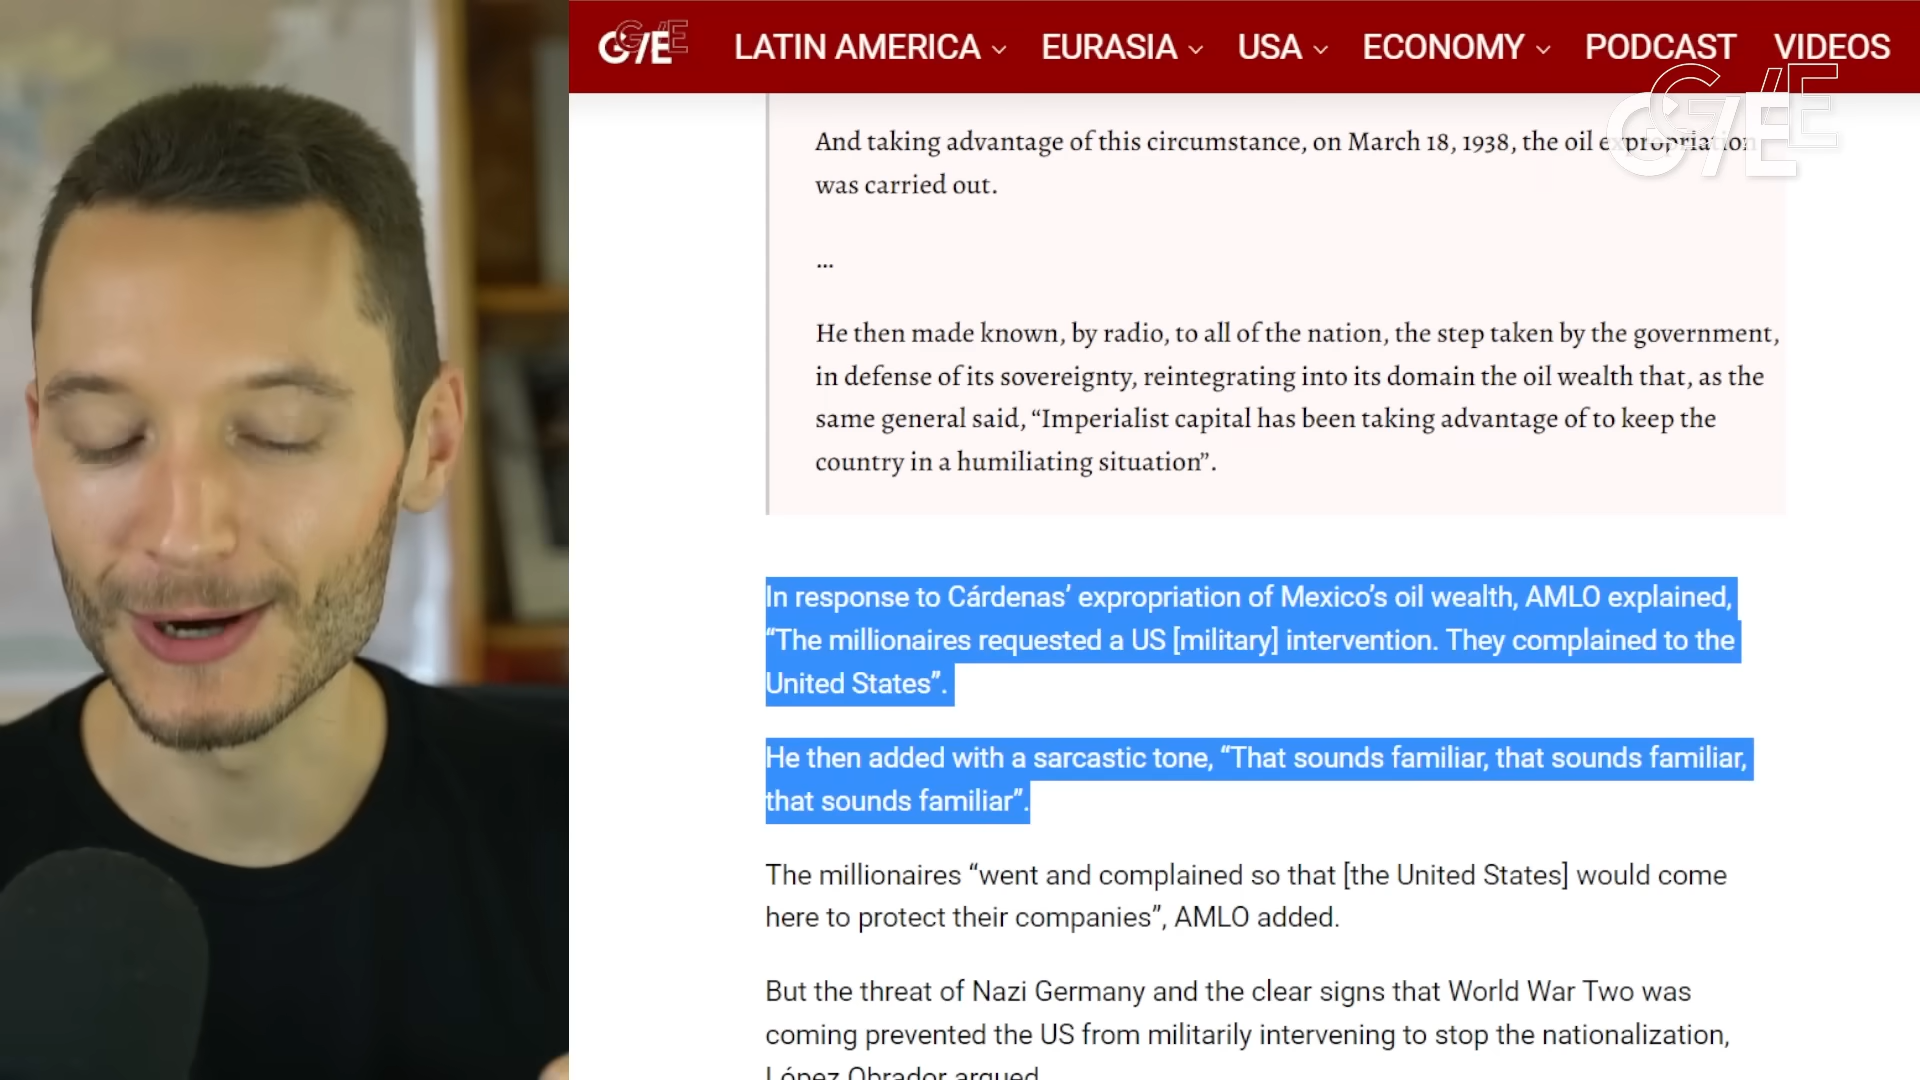 G/E LATIN AMERICA EURASIA USA ECONOMY PODCAST VIDEOS
G/E
And taking advantage of this circumstance, on March 18, 1938, the oil expropriation
was carried out.
...
He then made known, by radio, to all of the nation, the step taken by the government,
in defense of its sovereignty, reintegrating into its domain the oil wealth that, as the
same general said, “Imperialist capital has been taking advantage of to keep the
country in a humiliating situation”.
In response to Cárdenas’ expropriation of Mexico’s oil wealth, AMLO explained,
“The millionaires requested a US [military] intervention. They complained to the
United States”.
He then added with a sarcastic tone, “That sounds familiar, that sounds familiar,
that sounds familiar”.
The millionaires “went and complained so that [the United States] would come
here to protect their companies”, AMLO added.
But the threat of Nazi Germany and the clear signs that World War Two was
coming prevented the US from militarily intervening to stop the nationalization,
López Obrador argued